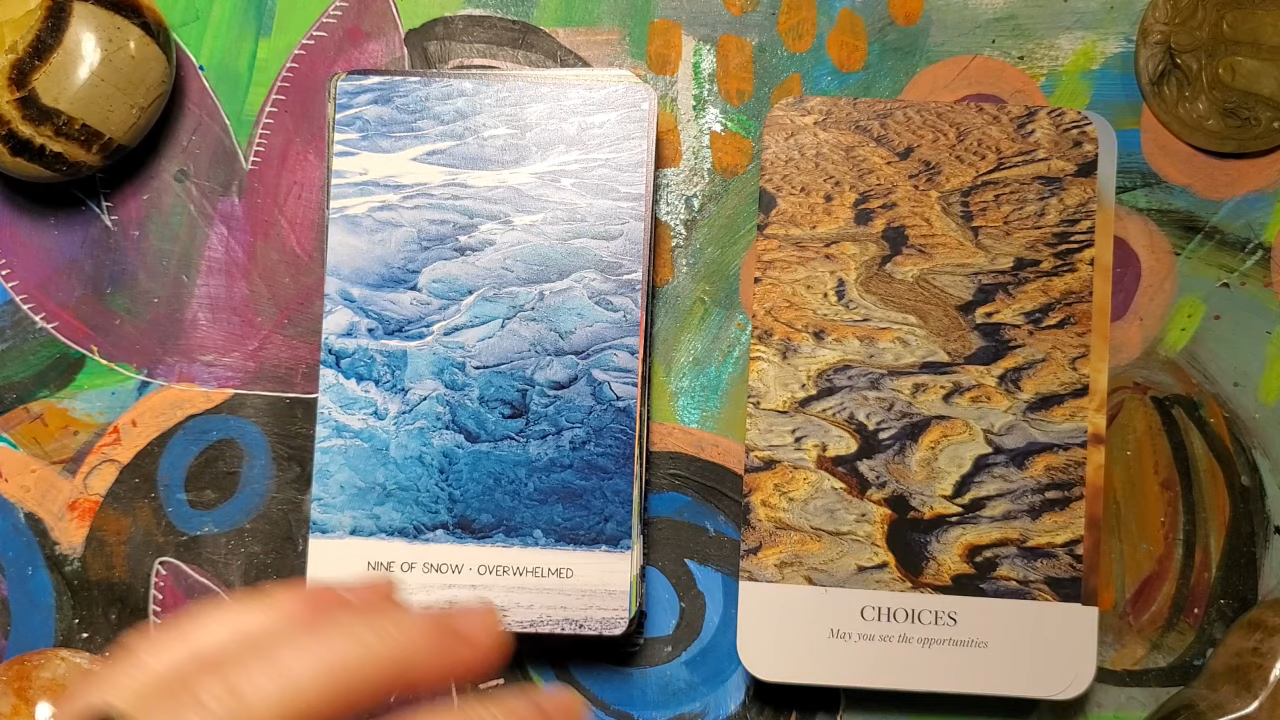 NINE OF SNOW · OVERWHELMED
CHOICES
May you see the opportunities